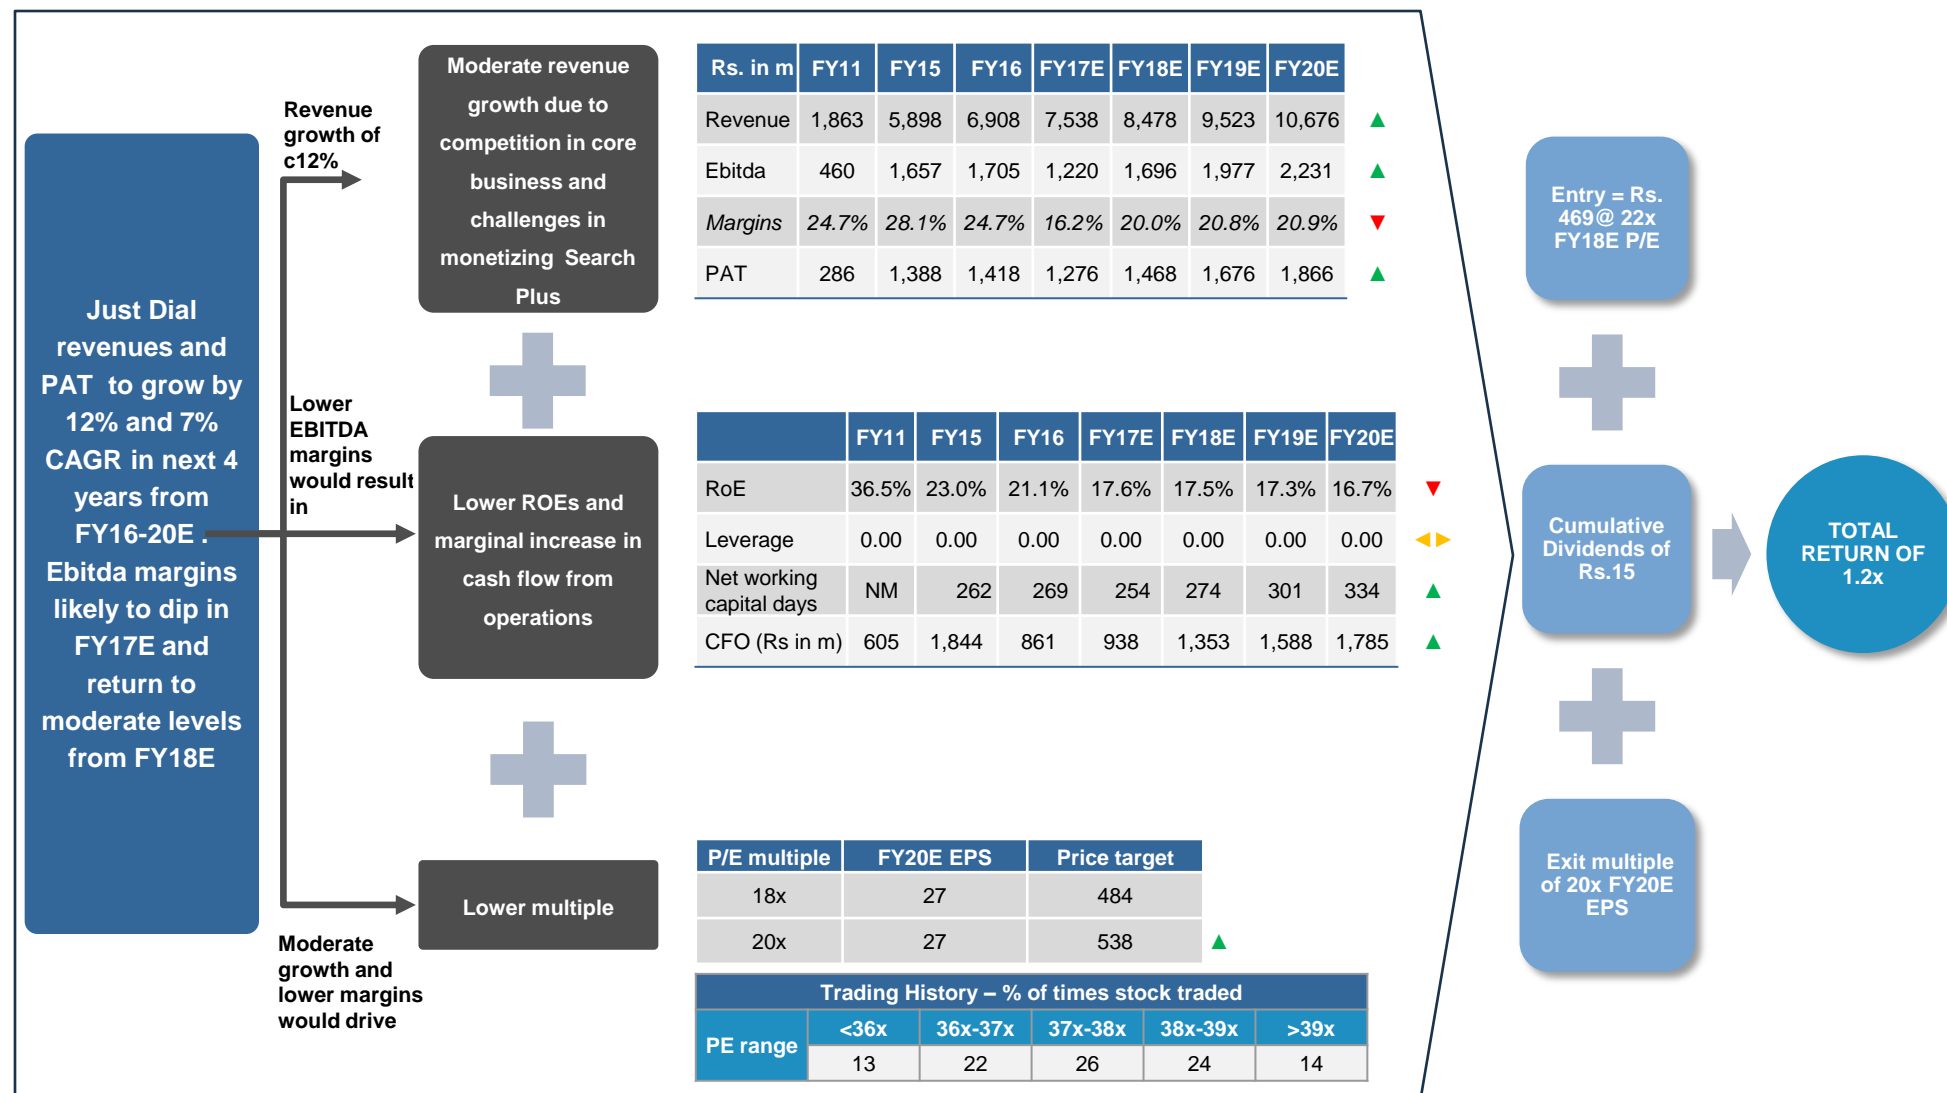 Just Dial
revenues and
PAT to grow by
12% and 7%
CAGR in next 4
years from
FY16-20E .
Ebitda margins
likely to dip in
FY17E and
return to
moderate levels
from FY18E
Revenue
growth of
c12%
Moderate revenue
growth due to
competition in core
business and
challenges in
monetizing Search
Plus
Rs. in m FY11 FY15 FY16 FY17E FY18E FY19E FY20E
Revenue 1,863 5,898 6,908 7,538 8,478 9,523 10,676 ▲
Ebitda 460 1,657 1,705 1,220 1,696 1,977 2,231 ▲
Margins 24.7% 28.1% 24.7% 16.2% 20.0% 20.8% 20.9% ▼
PAT 286 1,388 1,418 1,276 1,468 1,676 1,866 ▲
Lower
EBITDA
margins
would result
in
Lower ROEs and
marginal increase in
cash flow from
operations
FY11 FY15 FY16 FY17E FY18E FY19E FY20E
RoE 36.5% 23.0% 21.1% 17.6% 17.5% 17.3% 16.7% ▼
Leverage 0.00 0.00 0.00 0.00 0.00 0.00 0.00 ◄►
Net working
capital days NM 262 269 254 274 301 334 ▲
CFO (Rs in m) 605 1,844 861 938 1,353 1,588 1,785 ▲
Moderate
growth and
lower margins
would drive
Lower multiple
P/E multiple FY20E EPS Price target
18x 27 484
20x 27 538 ▲
Trading History – % of times stock traded
PE range <36x 36x-37x 37x-38x 38x-39x >39x
13 22 26 24 14
Entry = Rs.
469@ 22x
FY18E P/E
Cumulative
Dividends of
Rs.15
Exit multiple
of 20x FY20E
EPS
TOTAL
RETURN OF
1.2x